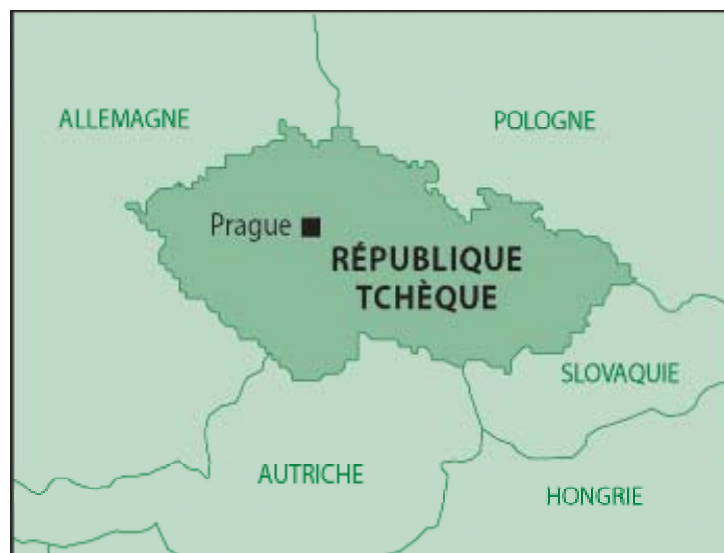 ALLEMAGNE
POLOGNE
Prague
RÉPUBLIQUE
TCHÈQUE
SLOVAQUIE
AUTRICHE
HONGRIE